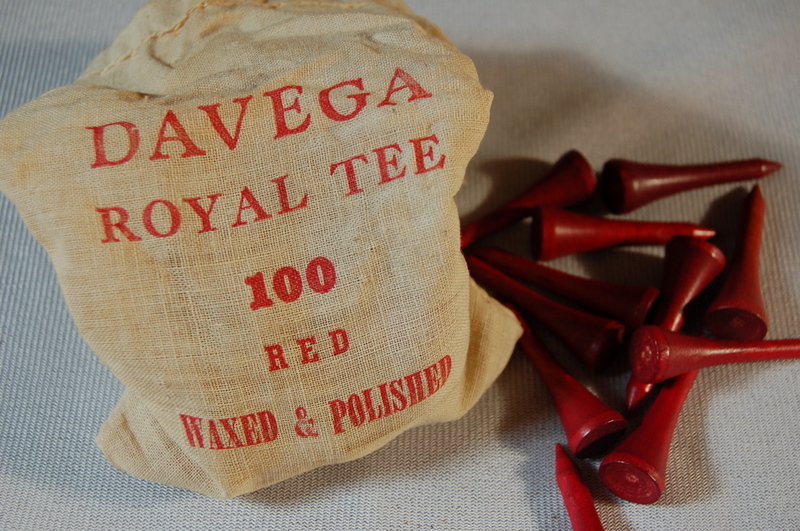 DAVEGA
ROYAL TEE
100
RED
WAXED & POLISHED